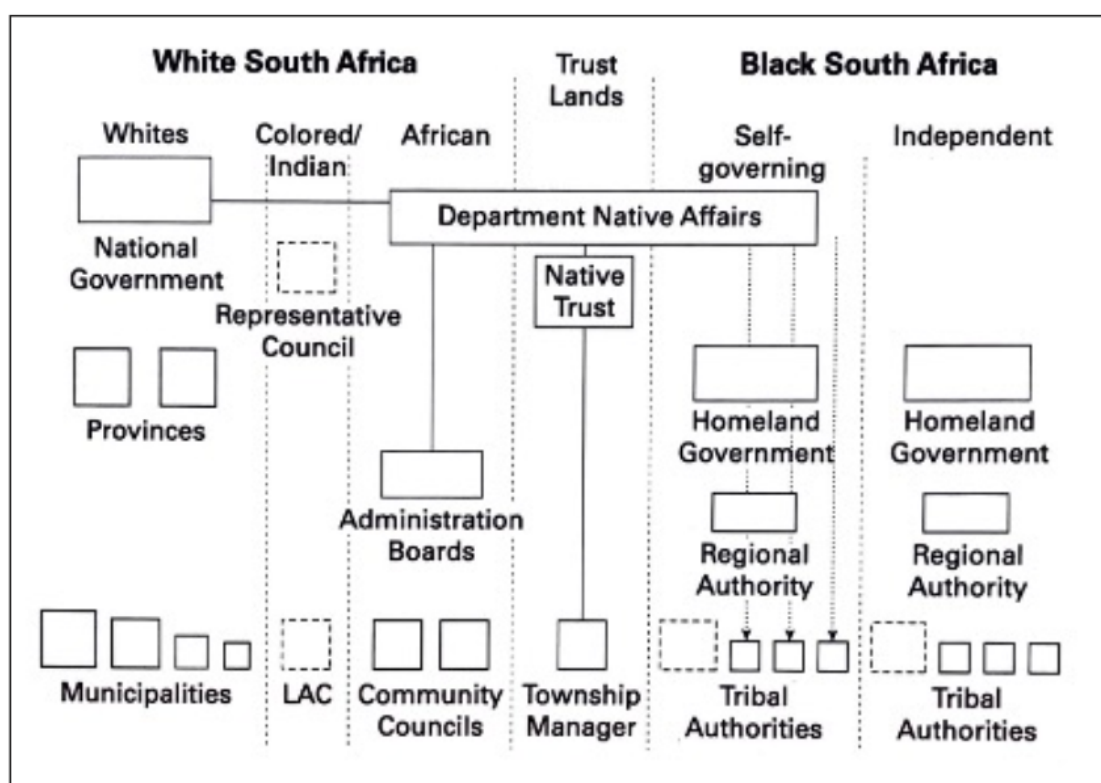 White South Africa
Trust
Lands
Black South Africa
Whites
Colored/
Indian
African
Self-
governing
Independent
Department Native Affairs
National
Government
Representative
Council
Native
Trust
Provinces
Homeland
Government
Homeland
Government
Administration
Boards
Regional
Authority
Regional
Authority
Municipalities
LAC
Community
Councils
Township
Manager
Tribal
Authorities
Tribal
Authorities